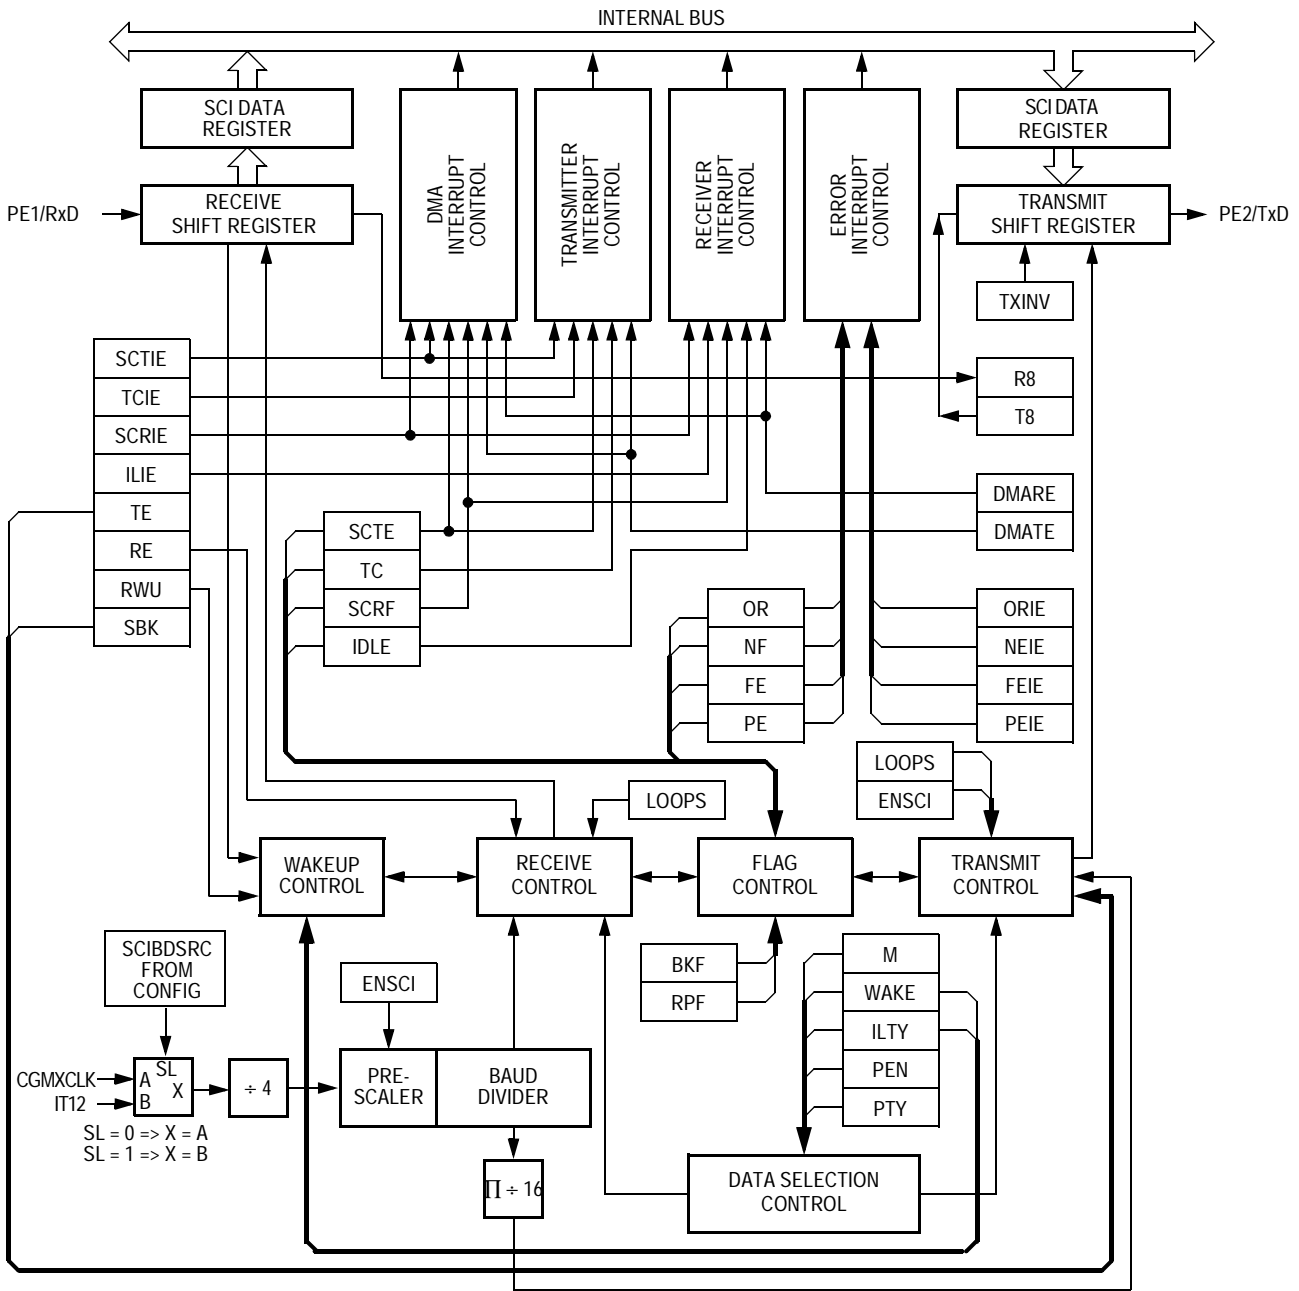 INTERNAL BUS
SCI DATA
REGISTER
SCI DATA
REGISTER
DMA
INTERRUPT
CONTROL
TRANSMITTER
INTERRUPT
CONTROL
RECEIVER
INTERRUPT
CONTROL
ERROR
INTERRUPT
CONTROL
PE1/RxD
RECEIVE
SHIFT REGISTER
TRANSMIT
SHIFT REGISTER
PE2/TxD
TXINV
SCTIE
TCIE
SCRIE
ILIE
TE
RE
RWU
SBK
R8
T8
DMARE
DMATE
SCTE
TC
SCRF
IDLE
OR
NF
FE
PE
ORIE
NEIE
FEIE
PEIE
LOOPS
ENSCI
LOOPS
WAKEUP
CONTROL
RECEIVE
CONTROL
FLAG
CONTROL
TRANSMIT
CONTROL
SCIBDSRC
FROM
CONFIG
ENSCI
BKF
RPF
M
WAKE
ILTY
PEN
PTY
CGMXCLK
IT12
SL
A
X
B
÷ 4
PRE-
SCALER
BAUD
DIVIDER
SL = 0 => X = A
SL = 1 => X = B
∏ ÷ 16
DATA SELECTION
CONTROL